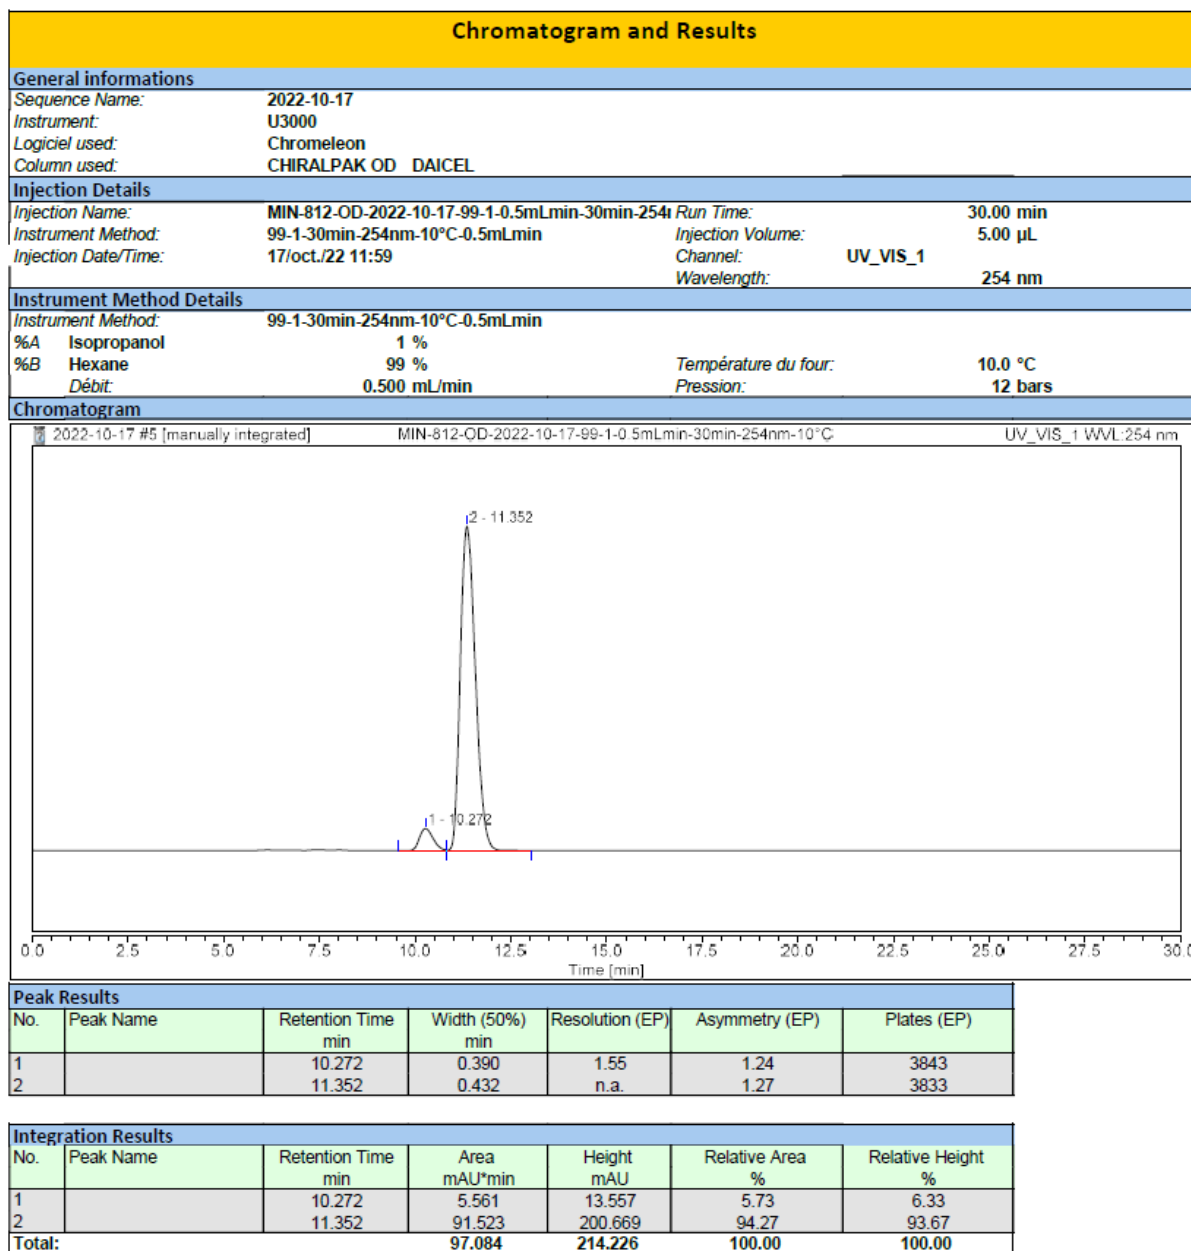 Chromatogram and Results
General informations
Sequence Name: 2022-10-17
Instrument: U3000
Logiciel used: Chromeleon
Column used: CHIRALPAK OD DAICEL
Injection Details
Injection Name: MIN-812-OD-2022-10-17-99-1-0.5mLmin-30min-254 Run Time: 30.00 min
Instrument Method: 99-1-30min-254nm-10°C-0.5mLmin Injection Volume: 5.00 µL
Injection Date/Time: 17/oct./22 11:59 Channel: UV_VIS_1
Wavelength: 254 nm
Instrument Method Details
Instrument Method: 99-1-30min-254nm-10°C-0.5mLmin
%A Isopropanol 1 %
%B Hexane 99 % Température du four: 10.0 °C
Débit: 0.500 mL/min Pression: 12 bars
Chromatogram
2022-10-17 #5 [manually integrated] MIN-812-OD-2022-10-17-99-1-0.5mLmin-30min-254nm-10°C UV_VIS_1 WVL:254 nm
2 - 11.352
1 - 10.272
0.0 2.5 5.0 7.5 10.0 12.5 15.0 17.5 20.0 22.5 25.0 27.5 30.0
Time [min]
Peak Results
No. Peak Name Retention Time Width (50%) Resolution (EP) Asymmetry (EP) Plates (EP)
min min
1 10.272 0.390 1.55 1.24 3843
2 11.352 0.432 n.a. 1.27 3833
Integration Results
No. Peak Name Retention Time Area Height Relative Area Relative Height
min mAU*min mAU % %
1 10.272 5.561 13.557 5.73 6.33
2 11.352 91.523 200.669 94.27 93.67
Total: 97.084 214.226 100.00 100.00